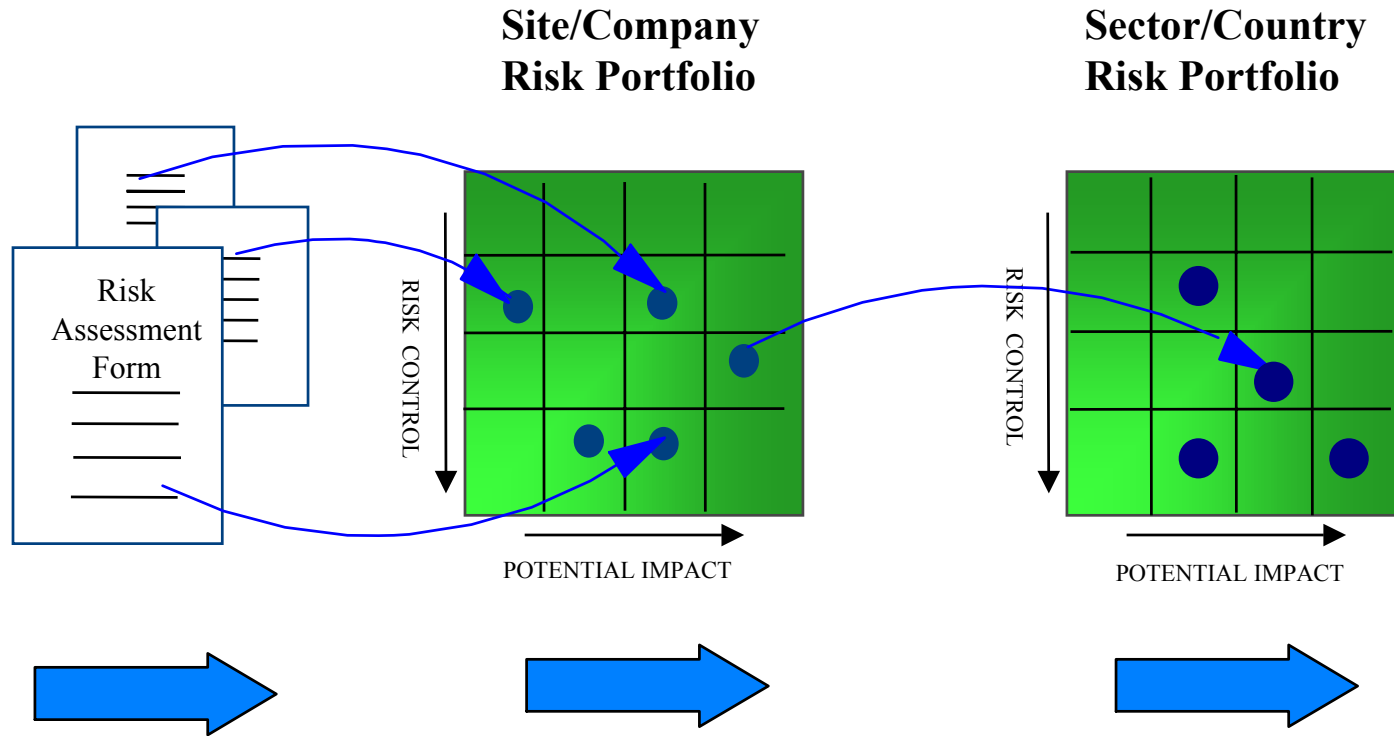 Site/Company
Risk Portfolio
Sector/Country
Risk Portfolio
Risk
Assessment
Form
RISK CONTROL
POTENTIAL IMPACT
RISK CONTROL
POTENTIAL IMPACT